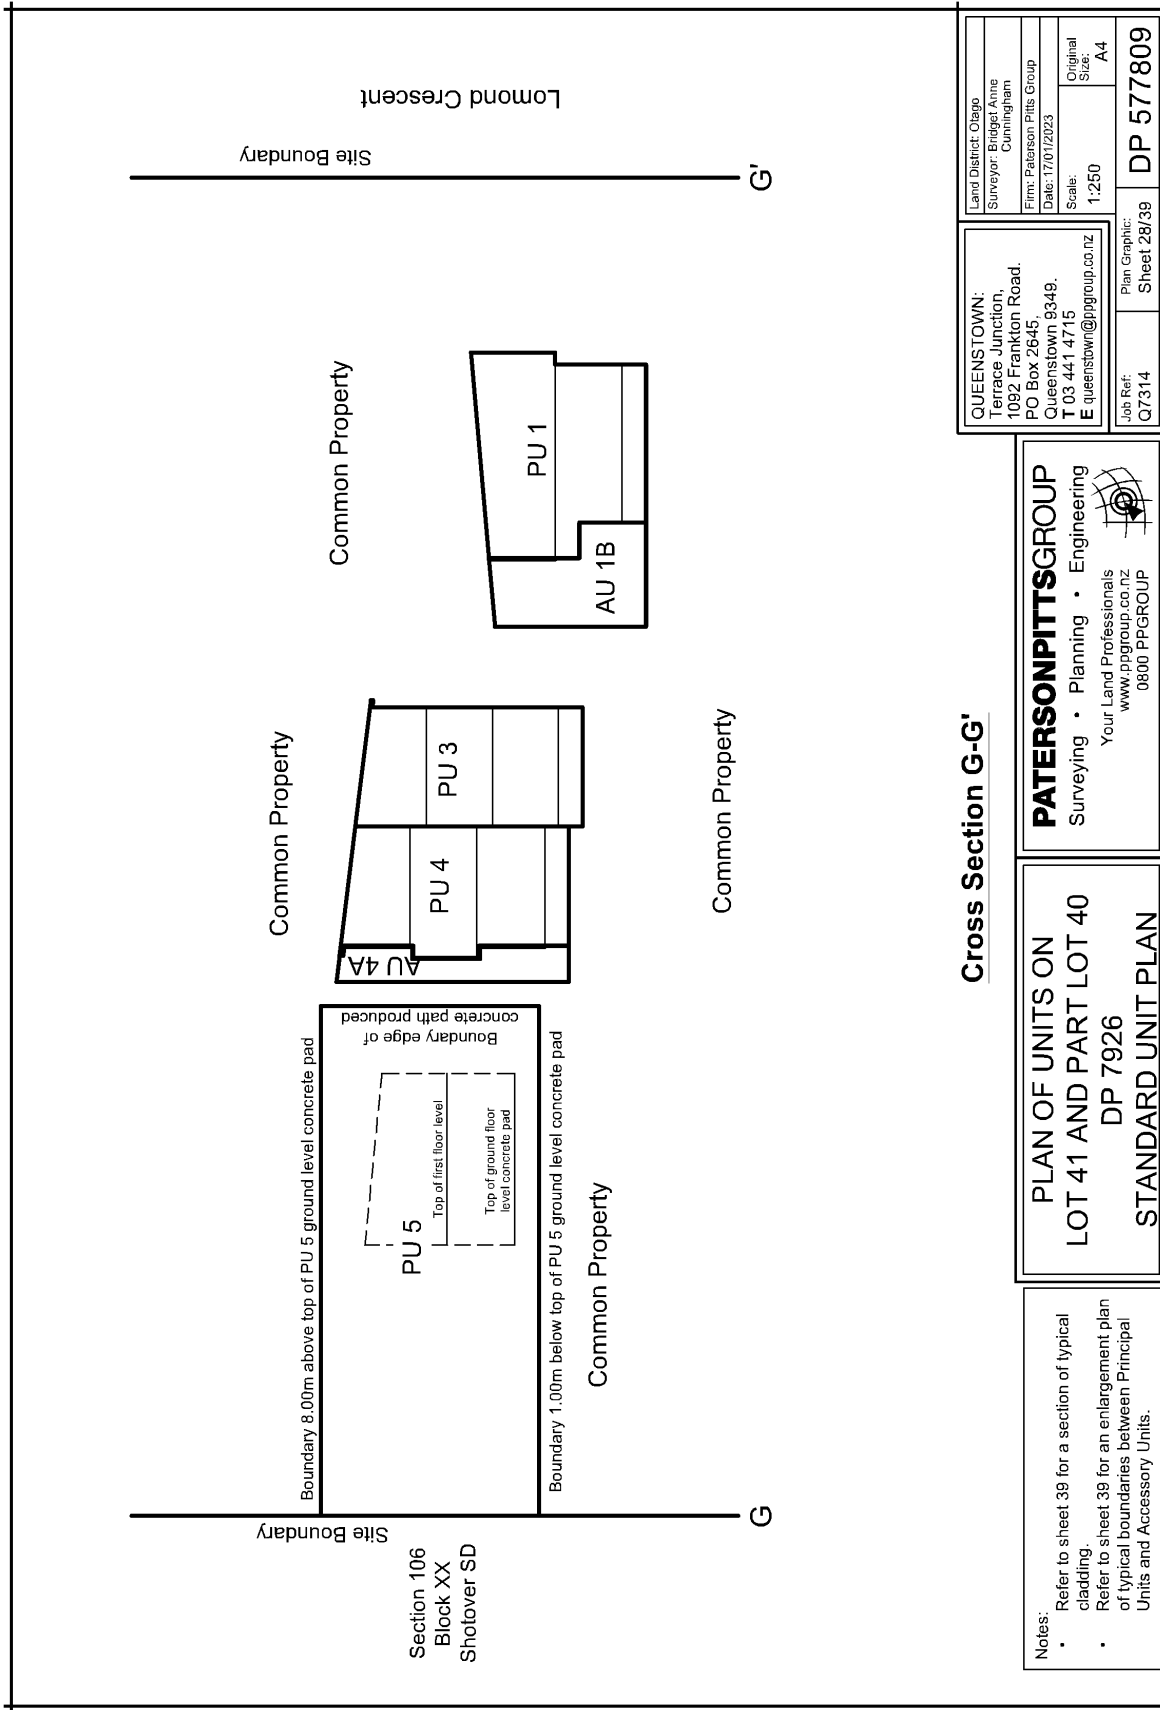 Lomond Crescent
Site Boundary
G'
Common Property
PU 1
AU 1B
Common Property
PU 3
PU 4
AU 4A
Common Property
Boundary 8.00m above top of PU 5 ground level concrete pad
Boundary edge of
concrete path produced
Top of first floor level
Top of ground floor
level concrete pad
PU 5
Boundary 1.00m below top of PU 5 ground level concrete pad
Common Property
Site Boundary
G
Section 106
Block XX
Shotover SD
Cross Section G-G'
Notes:
• Refer to sheet 39 for a section of typical
cladding.
• Refer to sheet 39 for an enlargement plan
of typical boundaries between Principal
Units and Accessory Units.
PLAN OF UNITS ON
LOT 41 AND PART LOT 40
DP 7926
STANDARD UNIT PLAN
PATERSONPITTSGROUP
Surveying • Planning • Engineering
Your Land Professionals
www.ppgroup.co.nz
0800 PPGROUP
QUEENSTOWN:
Terrace Junction,
1092 Frankton Road.
PO Box 2645,
Queenstown 9349.
T 03 441 4715
E queenstown@ppgroup.co.nz
Land District: Otago
Surveyor: Bridget Anne
Cunningham
Firm: Paterson Pitts Group
Date: 17/01/2023
Scale:
1:250
Original
Size:
A4
Job Ref:
Q7314
Plan Graphic:
Sheet 28/39
DP 577809